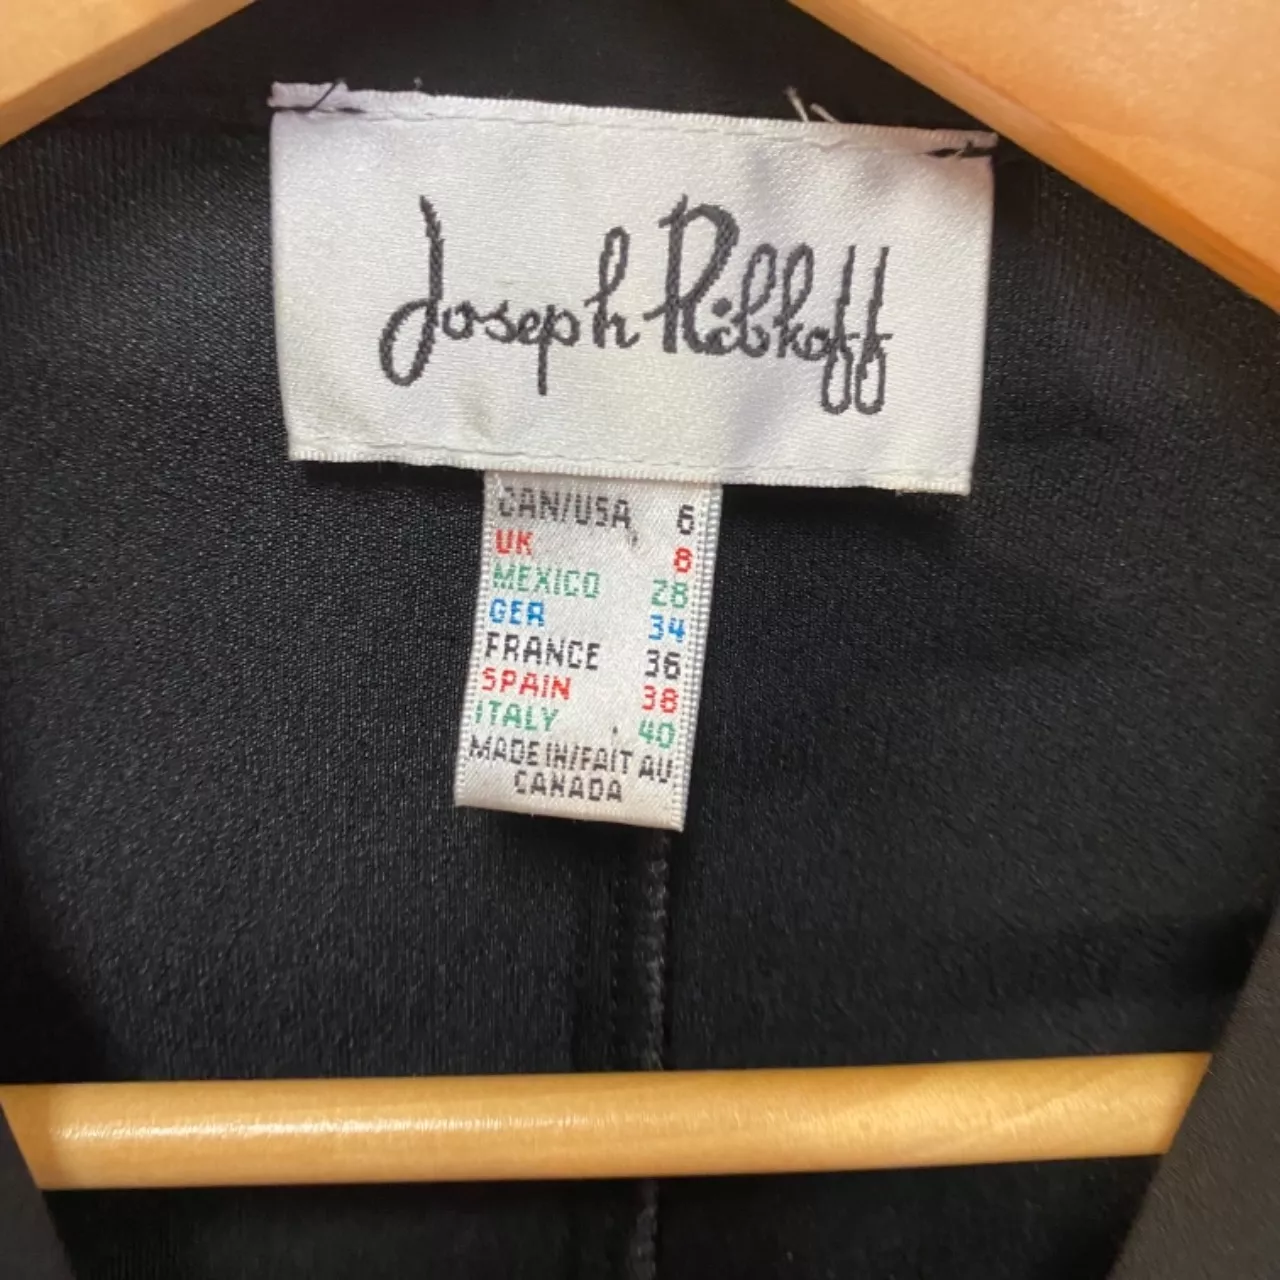 Joseph Ribkoff
CAN/USA 6
UK 8
MEXICO 28
GER 34
FRANCE 36
SPAIN 38
ITALY 40
MADE IN/FAIT AU
CANADA